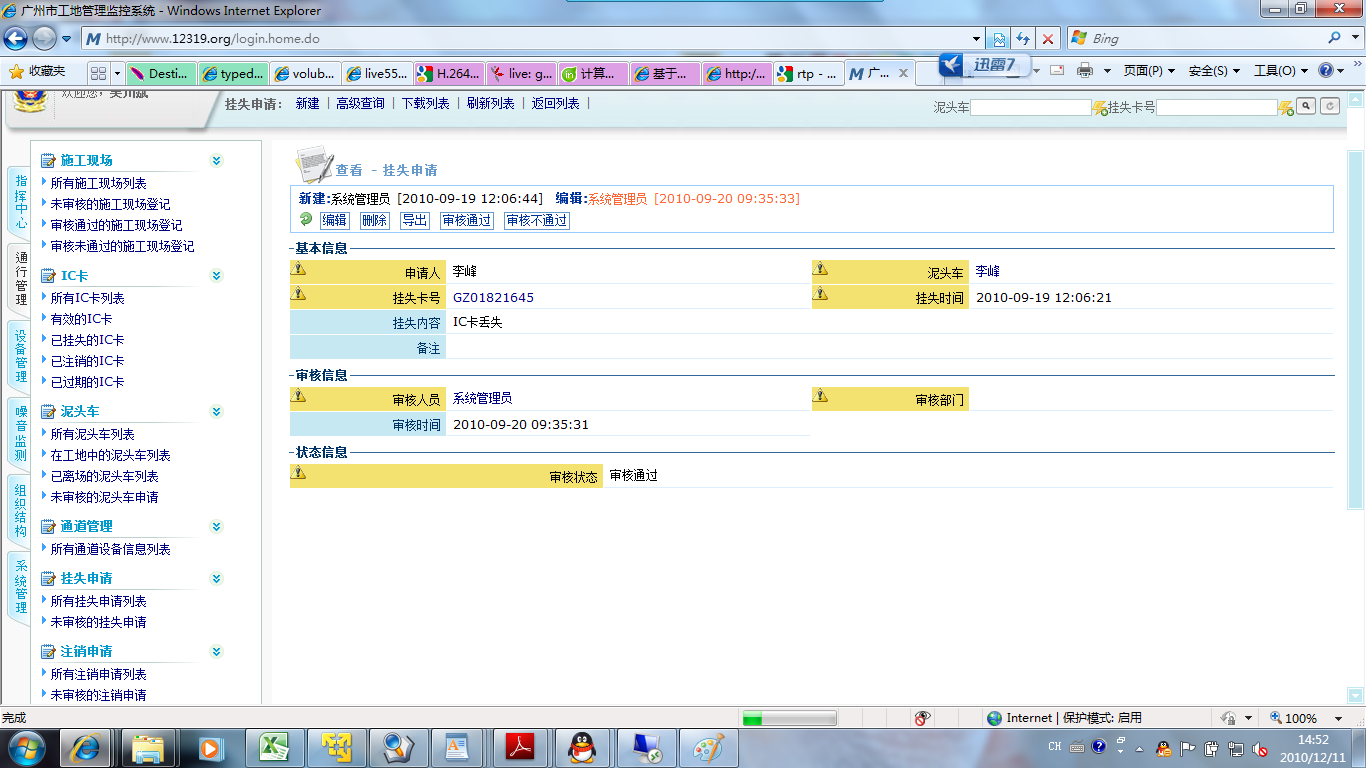 广州市工地管理监控系统 - Windows Internet Explorer
http://www.12319.org/login.home.do
Bing
收藏夹
Desti...
typed...
volub...
live55...
H.264...
live: g...
计算...
基于...
http:/...
rtp - ...
广...
迅雷7
页面(P)
安全(S)
工具(O)
挂失申请： 新建 | 高级查询 | 下载列表 | 刷新列表 | 返回列表 |
泥头车
挂失卡号
指挥中心
通行管理
设备管理
噪音监测
组织结构
系统管理
施工现场
所有施工现场列表
未审核的施工现场登记
审核通过的施工现场登记
审核未通过的施工现场登记
IC卡
所有IC卡列表
有效的IC卡
已挂失的IC卡
已注销的IC卡
已过期的IC卡
泥头车
所有泥头车列表
在工地中的泥头车列表
已离场的泥头车列表
未审核的泥头车申请
通道管理
所有通道设备信息列表
挂失申请
所有挂失申请列表
未审核的挂失申请
注销申请
所有注销申请列表
未审核的注销申请
查看 - 挂失申请
新建:系统管理员 [2010-09-19 12:06:44] 编辑:系统管理员 [2010-09-20 09:35:33]
编辑 删除 导出 审核通过 审核不通过
基本信息
申请人 李峰 泥头车 李峰
挂失卡号 GZ01821645 挂失时间 2010-09-19 12:06:21
挂失内容 IC卡丢失
备注
审核信息
审核人员 系统管理员 审核部门
审核时间 2010-09-20 09:35:31
状态信息
审核状态 审核通过
完成
Internet | 保护模式: 启用
100%
CH
14:52
2010/12/11